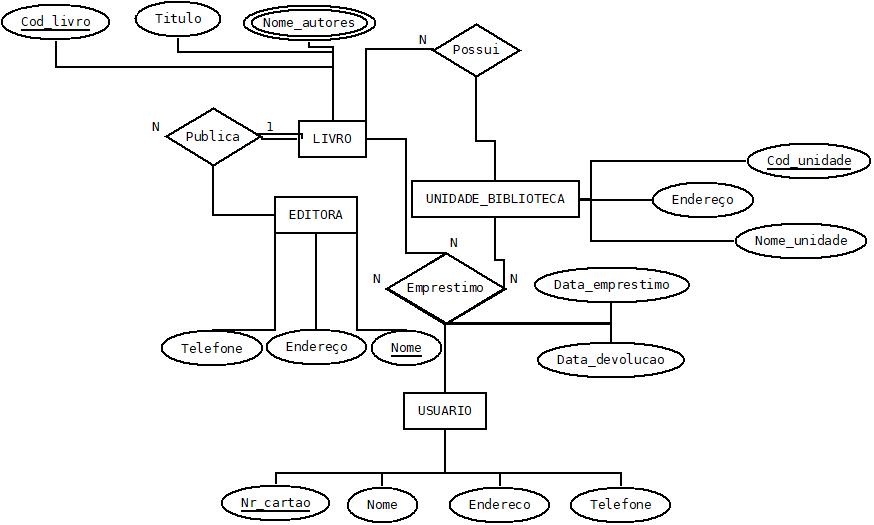 Cod_livro
Titulo
Nome_autores
N
Possui
N
Publica
1
LIVRO
Cod_unidade
UNIDADE_BIBLIOTECA
Endereço
EDITORA
Nome_unidade
N
N
Emprestimo
N
Data_emprestimo
Telefone
Endereço
Nome
Data_devolucao
USUARIO
Nr_cartao
Nome
Endereco
Telefone